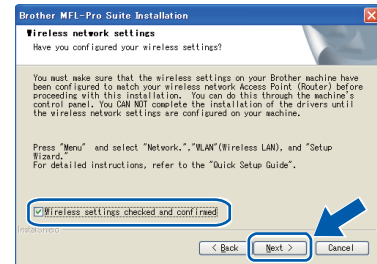 Brother MFL-Pro Suite Installation
Wireless network settings
Have you configured your wireless settings?
You must make sure that the wireless settings on your Brother machine have
been configured to match your wireless network Access Point (Router) before
proceeding with this installation. You can do this through the machine's
control panel. You CAN NOT complete the installation of the drivers until
the wireless network settings are configured on your machine.
Press "Menu" and select "Network.","WLAN"(Wireless LAN), and "Setup
Wizard."
For detailed instructions, refer to the "Quick Setup Guide".
Wireless settings checked and confirmed
InstallShield
< Back Next > Cancel